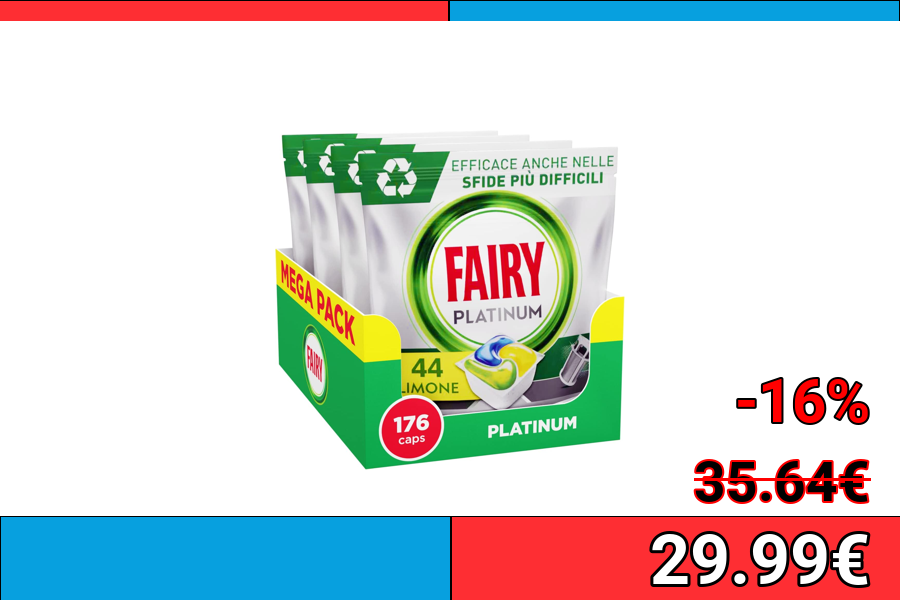 EFFICACE ANCHE NELLE
SFIDE PIÙ DIFFICILI
FAIRY
PLATINUM
44
LIMONE
MEGA PACK
FAIRY
176
caps
PLATINUM
-16%
35.64€
29.99€